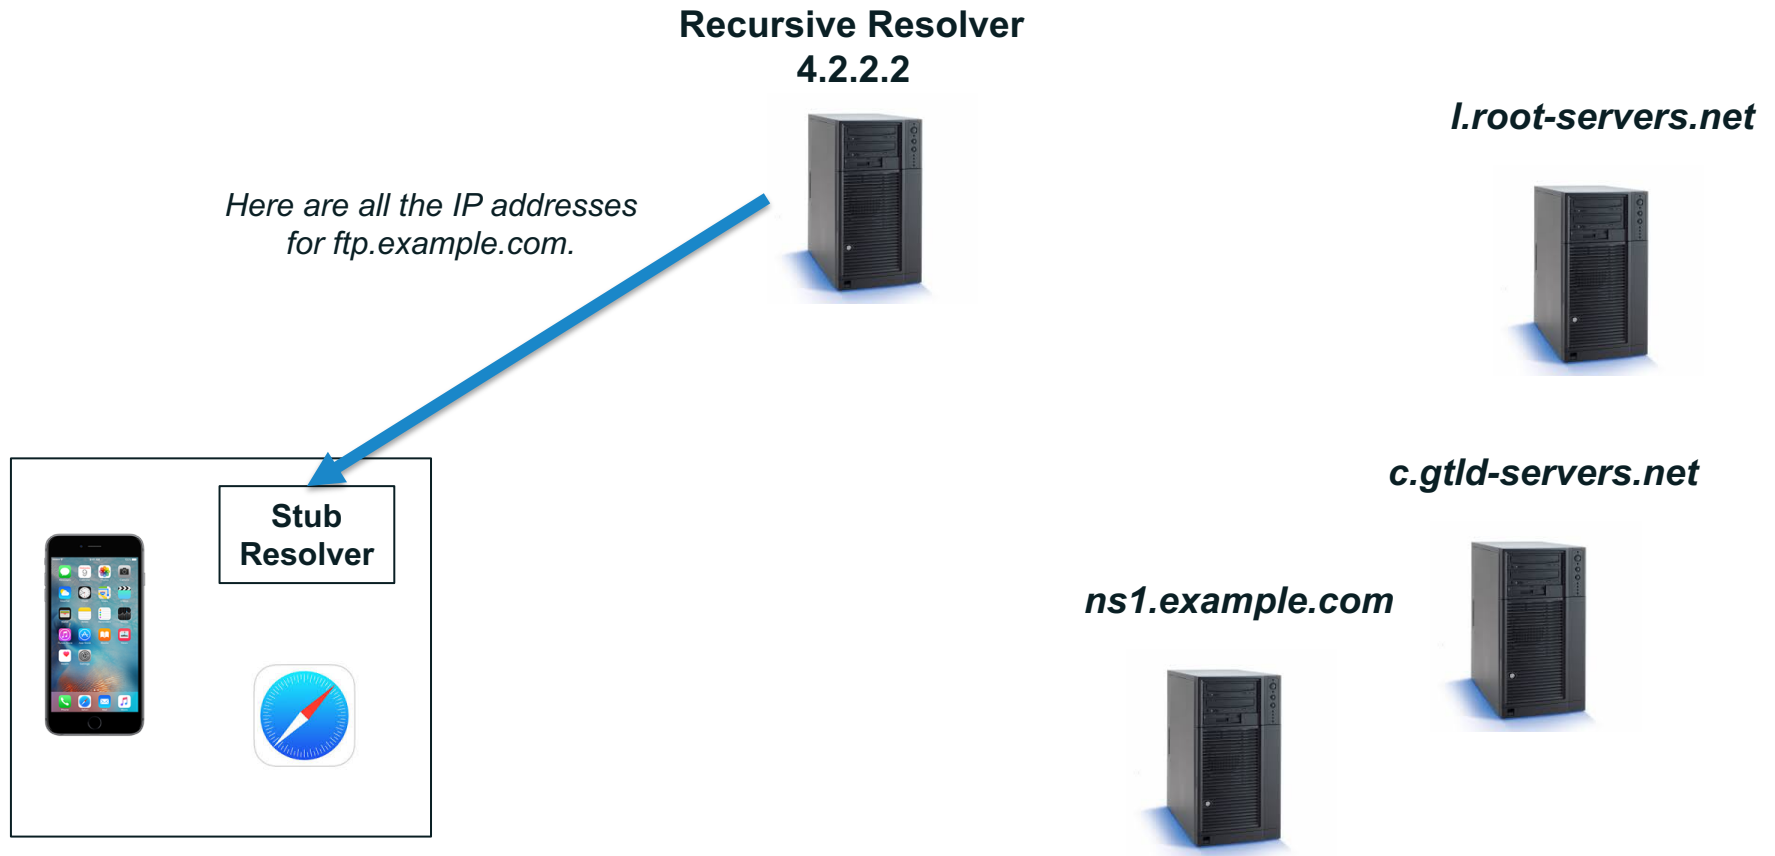 Recursive Resolver
4.2.2.2
l.root-servers.net
Here are all the IP addresses
for ftp.example.com.
c.gtld-servers.net
Stub
Resolver
ns1.example.com